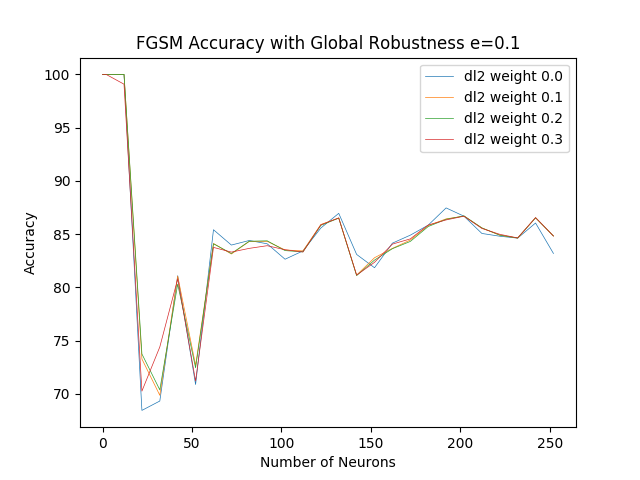 FGSM Accuracy with Global Robustness e=0.1
dl2 weight 0.0
dl2 weight 0.1
dl2 weight 0.2
dl2 weight 0.3
100
95
90
85
80
75
70
Accuracy
0
50
100
150
200
250
Number of Neurons